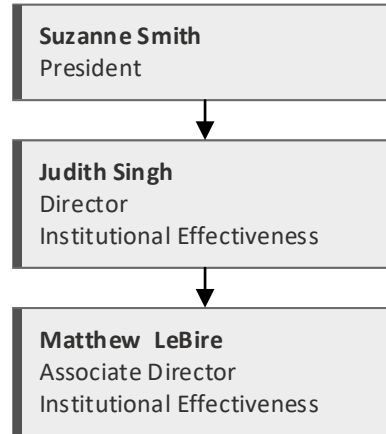 Suzanne Smith
President
Judith Singh
Director
Institutional Effectiveness
Matthew LeBire
Associate Director
Institutional Effectiveness